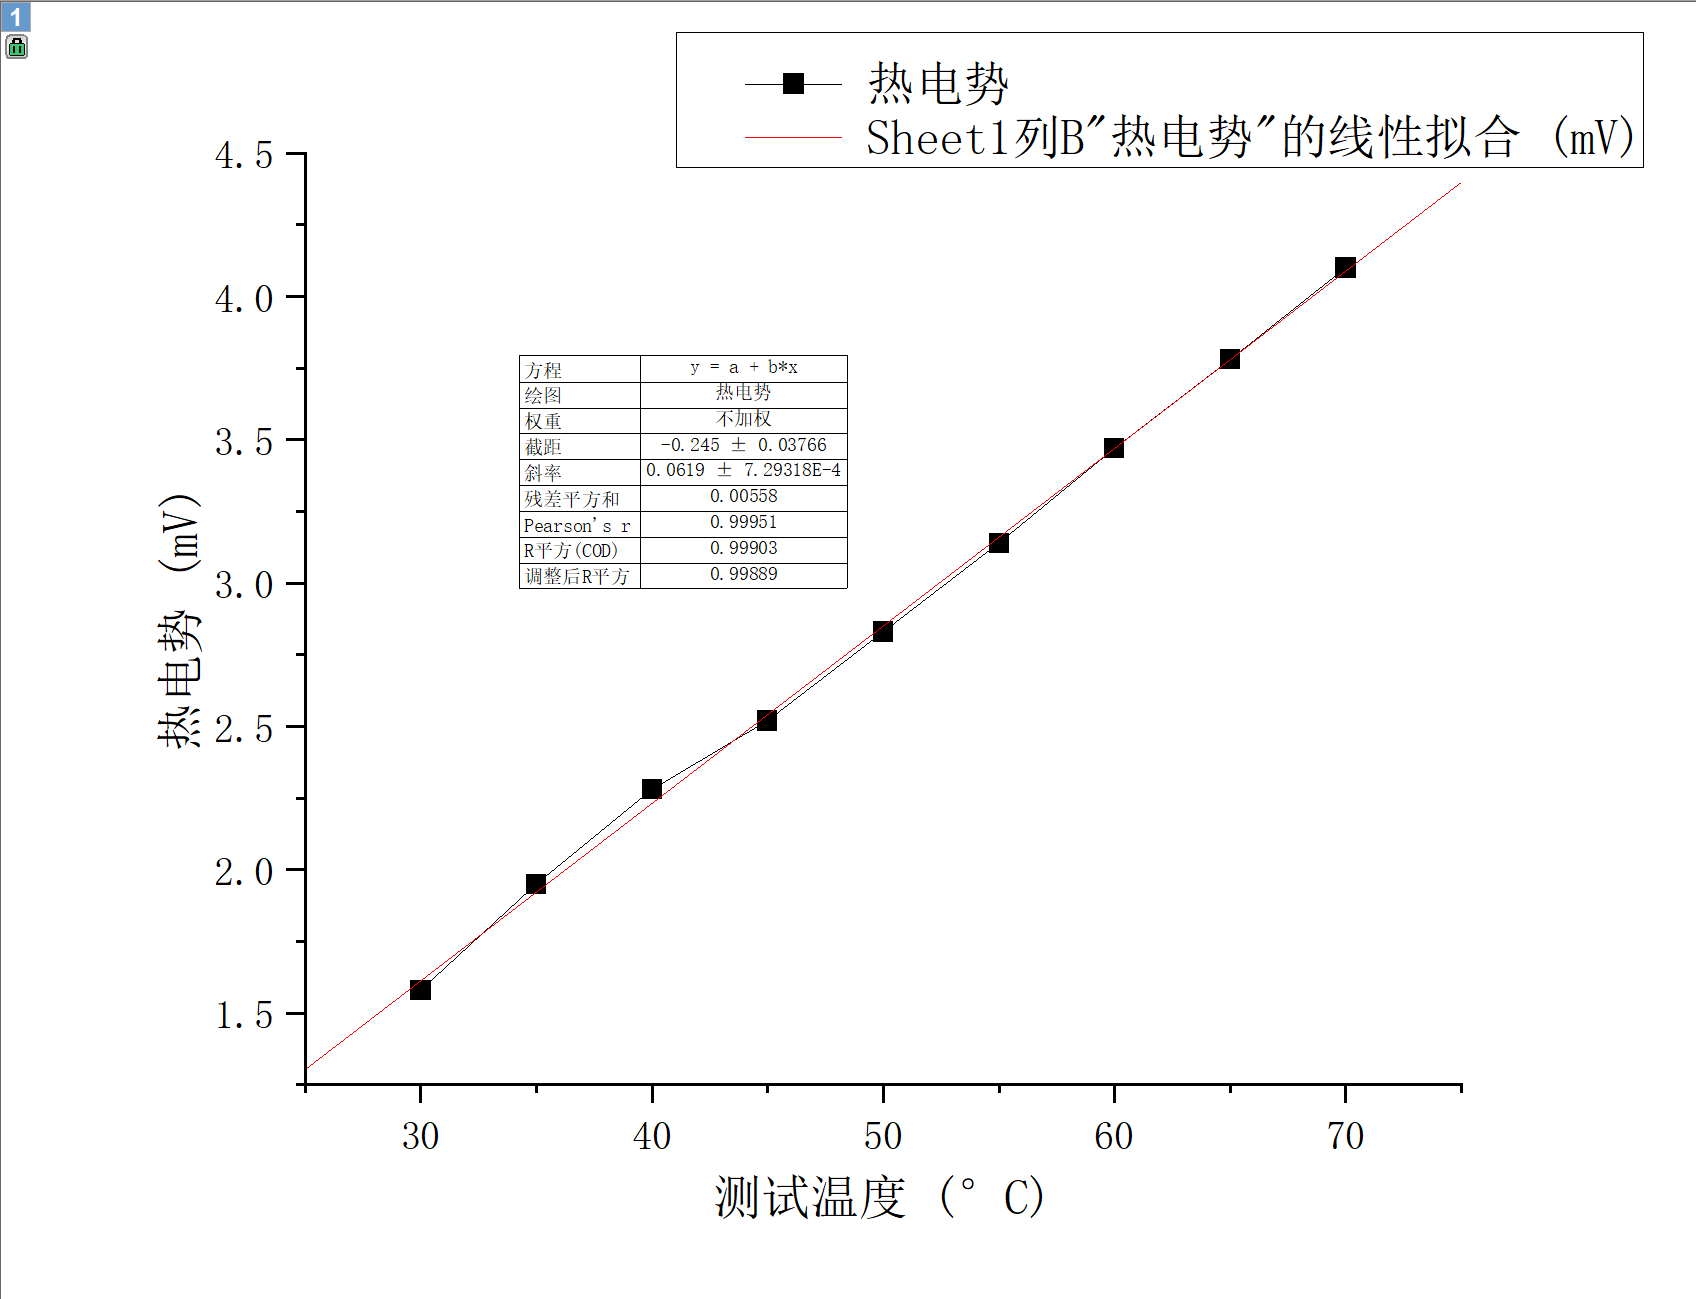 1
热电势
Sheet1列B"热电势"的线性拟合 (mV)
4.5
4.0
3.5
3.0
2.5
2.0
1.5
热电势 (mV)
方程 y = a + b*x
绘图 热电势
权重 不加权
截距 -0.245 ± 0.03766
斜率 0.0619 ± 7.29318E-4
残差平方和 0.00558
Pearson's r 0.99951
R平方(COD) 0.99903
调整后R平方 0.99889
30 40 50 60 70
测试温度 (° C)